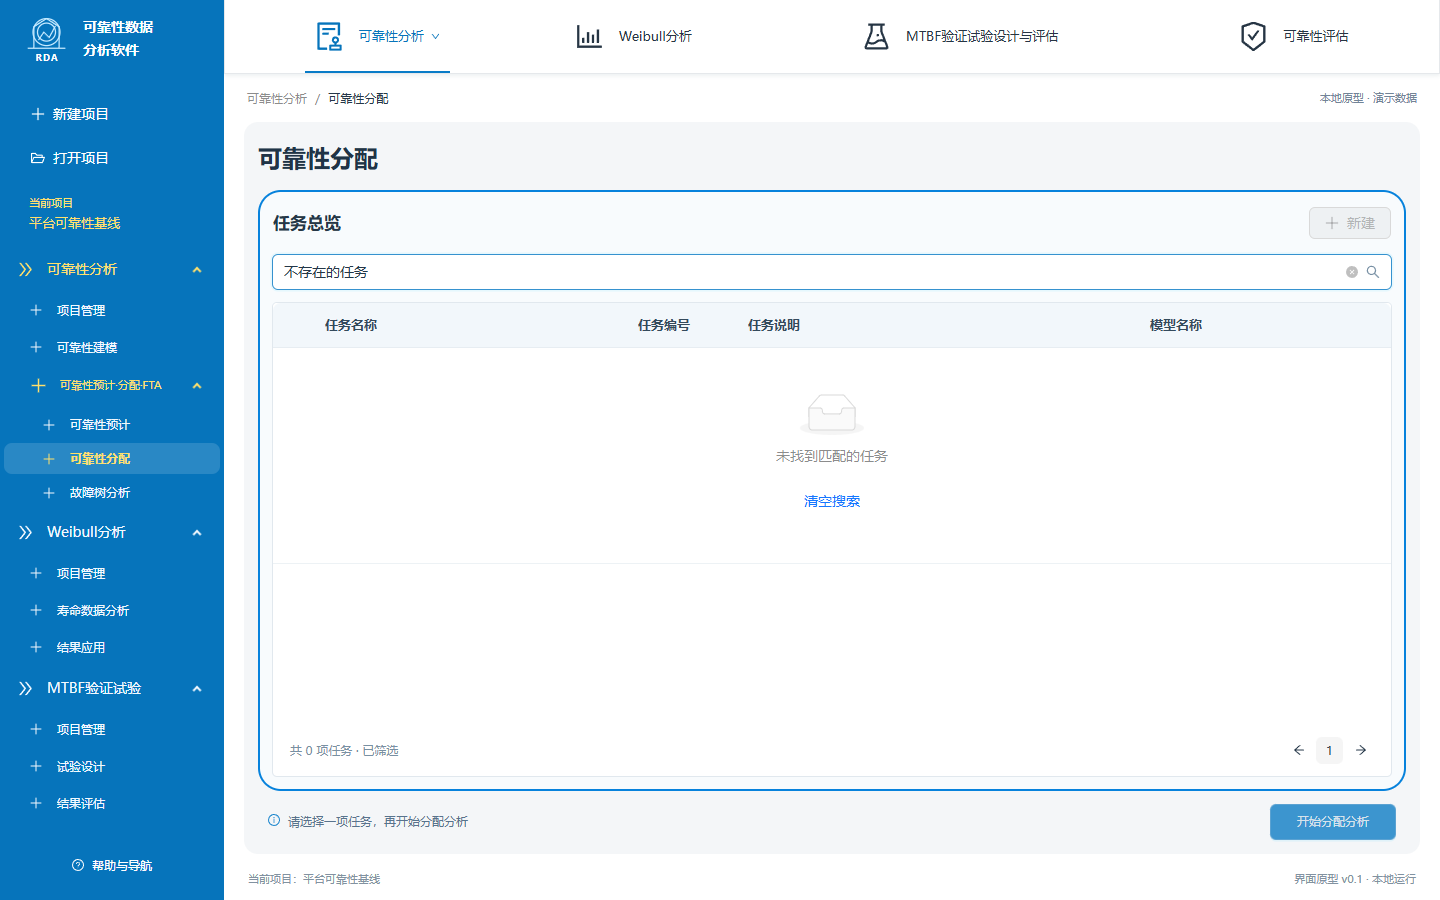 可靠性数据
分析软件
RDA
新建项目
打开项目
当前项目
平台可靠性基线
可靠性分析
项目管理
可靠性建模
可靠性预计·分配·FTA
可靠性预计
可靠性分配
故障树分析
Weibull分析
项目管理
寿命数据分析
结果应用
MTBF验证试验
项目管理
试验设计
结果评估
帮助与导航
可靠性分析
Weibull分析
MTBF验证试验设计与评估
可靠性评估
可靠性分析 / 可靠性分配
本地原型 · 演示数据
可靠性分配
任务总览
新建
不存在的任务
任务名称 任务编号 任务说明 模型名称
未找到匹配的任务
清空搜索
共 0 项任务 · 已筛选
1
请选择一项任务，再开始分配分析
开始分配分析
当前项目：平台可靠性基线
界面原型 v0.1 · 本地运行